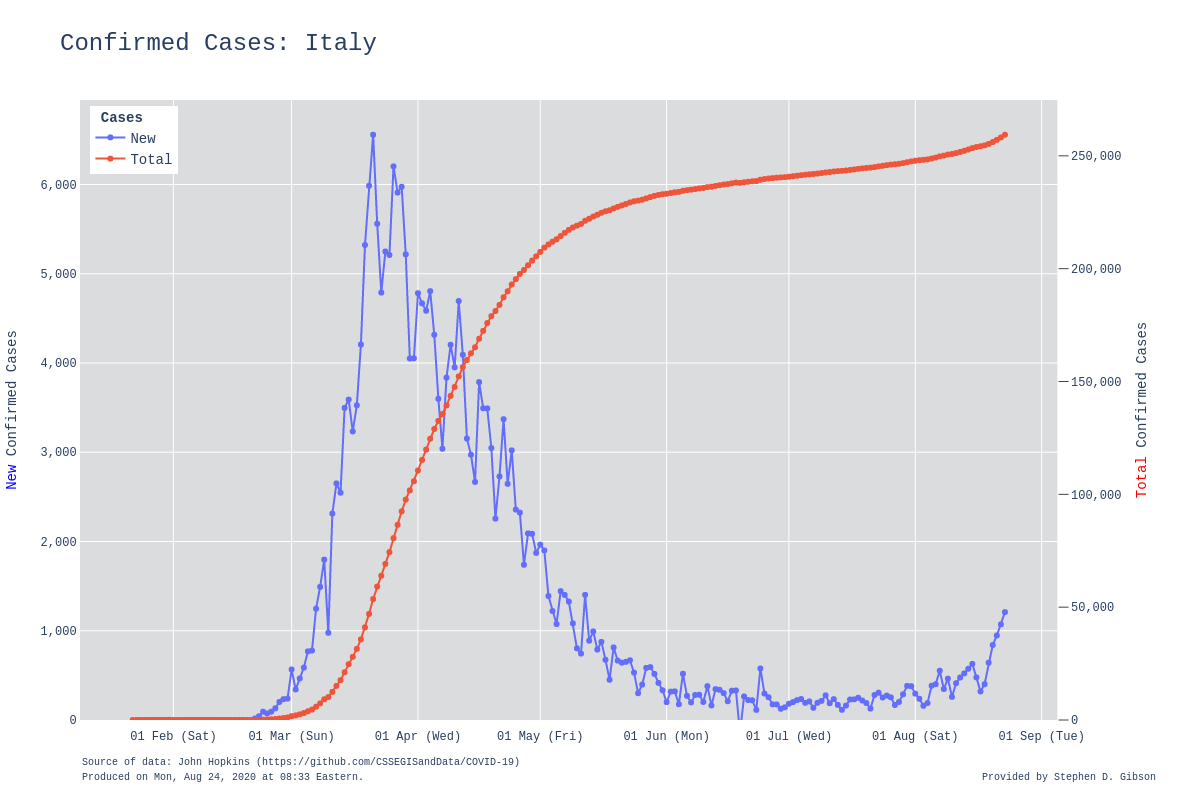 Confirmed Cases: Italy
Cases
New
Total
6,000
5,000
4,000
3,000
2,000
1,000
0
250,000
200,000
150,000
100,000
50,000
0
New Confirmed Cases
Total Confirmed Cases
01 Feb (Sat) 01 Mar (Sun) 01 Apr (Wed) 01 May (Fri) 01 Jun (Mon) 01 Jul (Wed) 01 Aug (Sat) 01 Sep (Tue)
Source of data: John Hopkins (https://github.com/CSSEGISandData/COVID-19)
Produced on Mon, Aug 24, 2020 at 08:33 Eastern.
Provided by Stephen D. Gibson